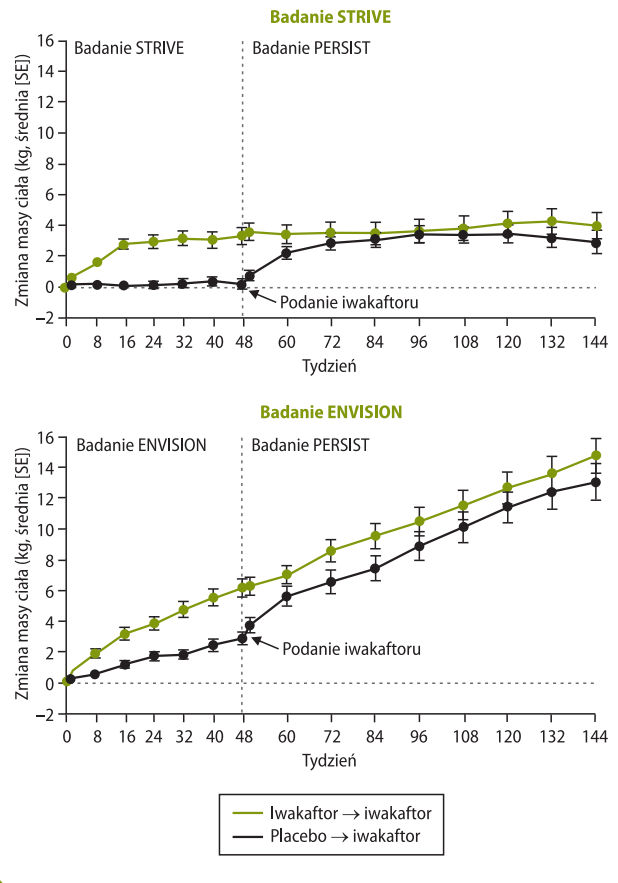 Badanie STRIVE
Badanie STRIVE
Badanie PERSIST
Zmiana masy ciała (kg, średnia [SE])
16
14
12
10
8
6
4
2
0
–2
Podanie iwakaftoru
0 8 16 24 32 40 48 60 72 84 96 108 120 132 144
Tydzień
Badanie ENVISION
Badanie ENVISION
Badanie PERSIST
Zmiana masy ciała (kg, średnia [SE])
16
14
12
10
8
6
4
2
0
–2
Podanie iwakaftoru
0 8 16 24 32 40 48 60 72 84 96 108 120 132 144
Tydzień
Iwakaftor → iwakaftor
Placebo → iwakaftor